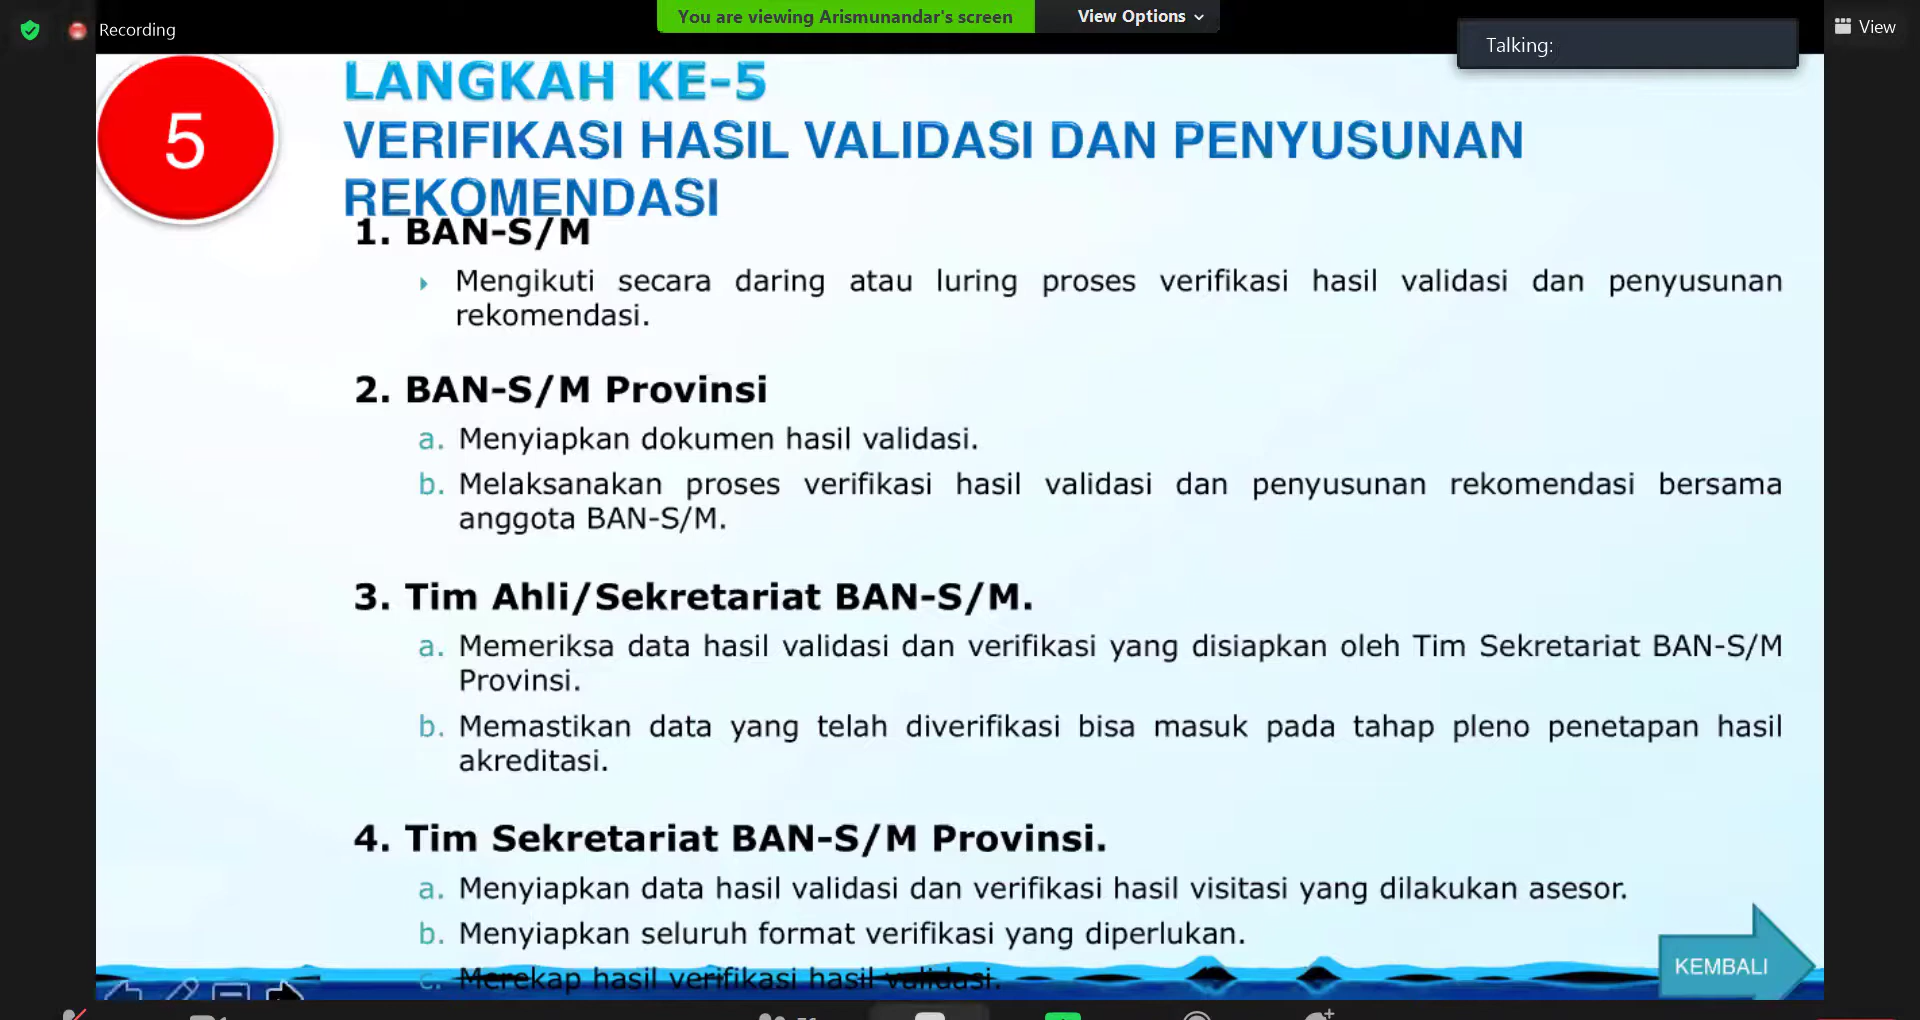 Recording
You are viewing Arismunandar's screen
View Options
Talking:
View
5
LANGKAH KE-5
VERIFIKASI HASIL VALIDASI DAN PENYUSUNAN
REKOMENDASI
1. BAN-S/M
Mengikuti secara daring atau luring proses verifikasi hasil validasi dan penyusunan
rekomendasi.
2. BAN-S/M Provinsi
a. Menyiapkan dokumen hasil validasi.
b. Melaksanakan proses verifikasi hasil validasi dan penyusunan rekomendasi bersama
anggota BAN-S/M.
3. Tim Ahli/Sekretariat BAN-S/M.
a. Memeriksa data hasil validasi dan verifikasi yang disiapkan oleh Tim Sekretariat BAN-S/M
Provinsi.
b. Memastikan data yang telah diverifikasi bisa masuk pada tahap pleno penetapan hasil
akreditasi.
4. Tim Sekretariat BAN-S/M Provinsi.
a. Menyiapkan data hasil validasi dan verifikasi hasil visitasi yang dilakukan asesor.
b. Menyiapkan seluruh format verifikasi yang diperlukan.
c. Merekap hasil verifikasi hasil validasi.
KEMBALI